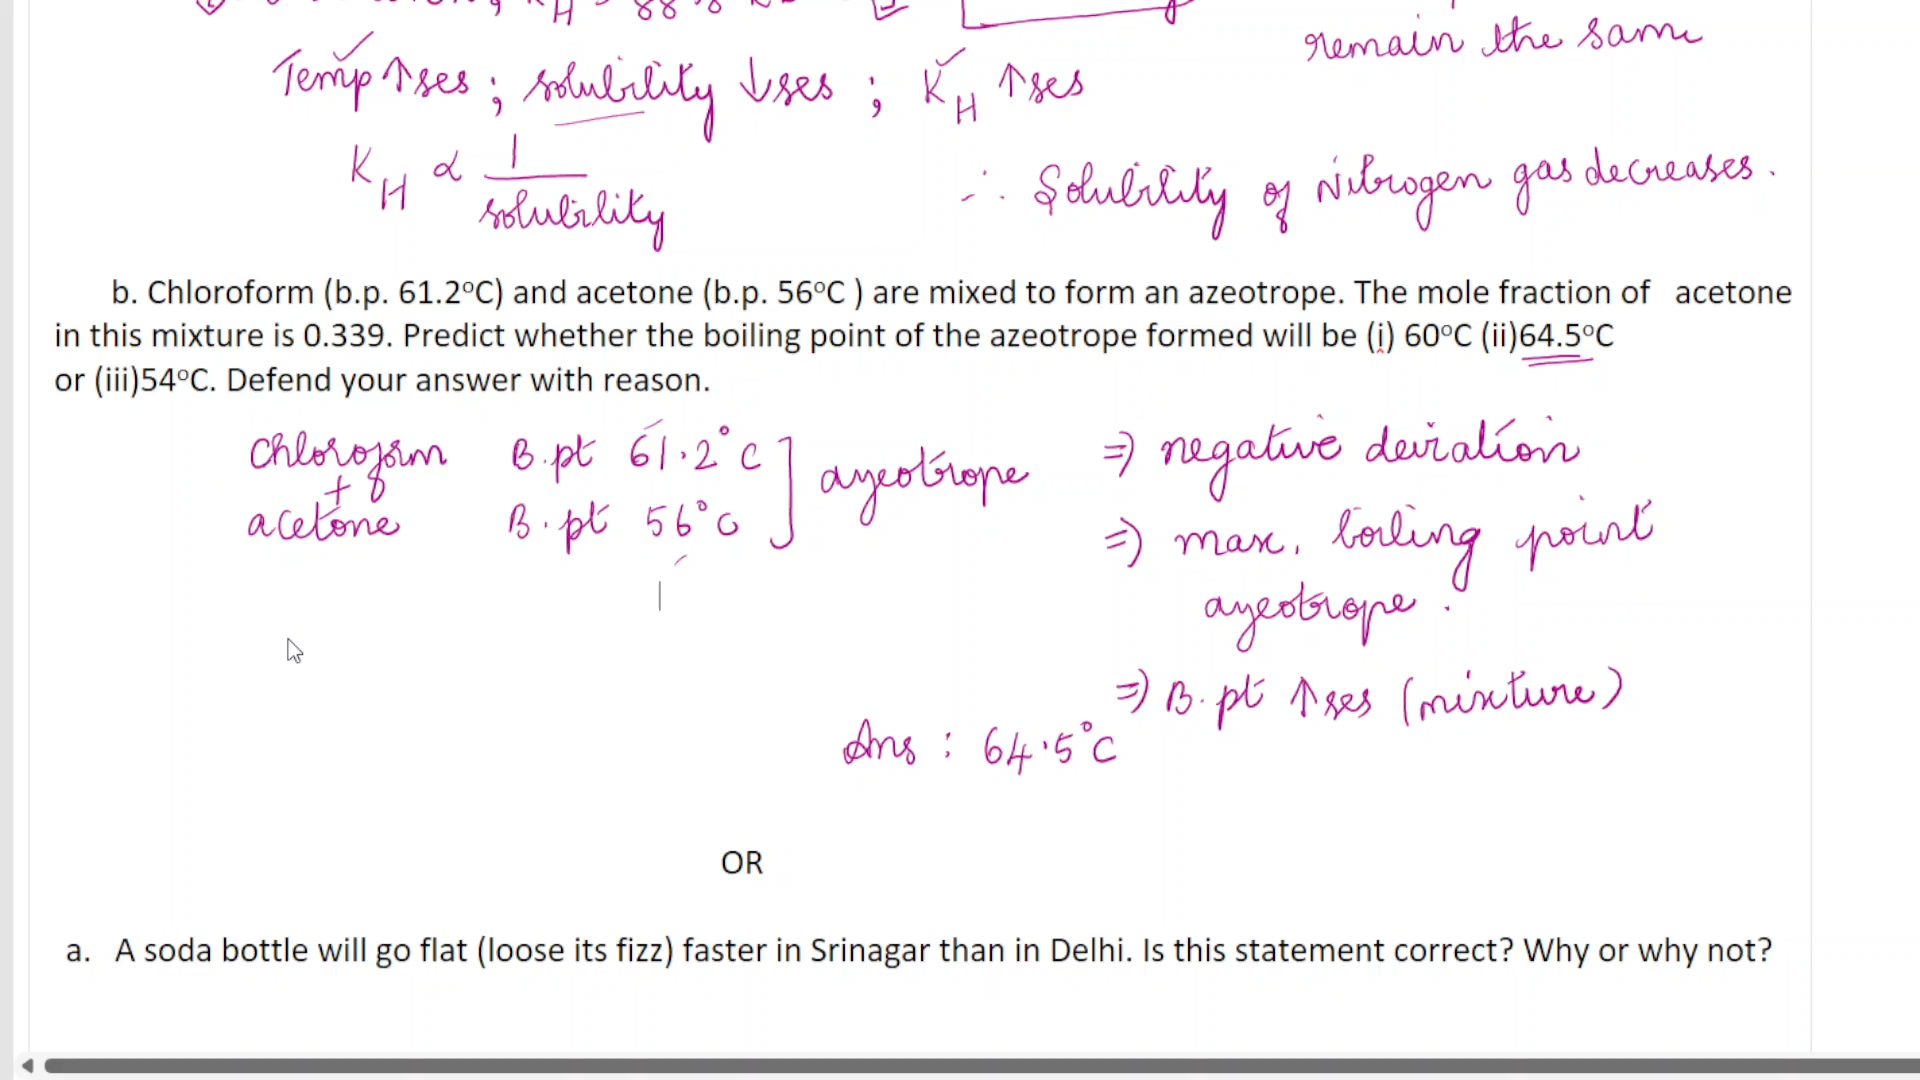 remain the same
Temp ↑ses ; solubility ↓ses ; K_H ↑ses
K_H α 1/solubility
∴ Solubility of Nitrogen gas decreases.
b. Chloroform (b.p. 61.2°C) and acetone (b.p. 56°C ) are mixed to form an azeotrope. The mole fraction of acetone
in this mixture is 0.339. Predict whether the boiling point of the azeotrope formed will be (i) 60°C (ii)64.5°C
or (iii)54°C. Defend your answer with reason.
Chloroform B.pt 61.2°C
+
acetone B.pt 56°C
] azeotrope
⇒ negative deviation
⇒ max. boiling point
azeotrope.
⇒ B.pt ↑ses (mixture)
Ans : 64.5°C
OR
a. A soda bottle will go flat (loose its fizz) faster in Srinagar than in Delhi. Is this statement correct? Why or why not?